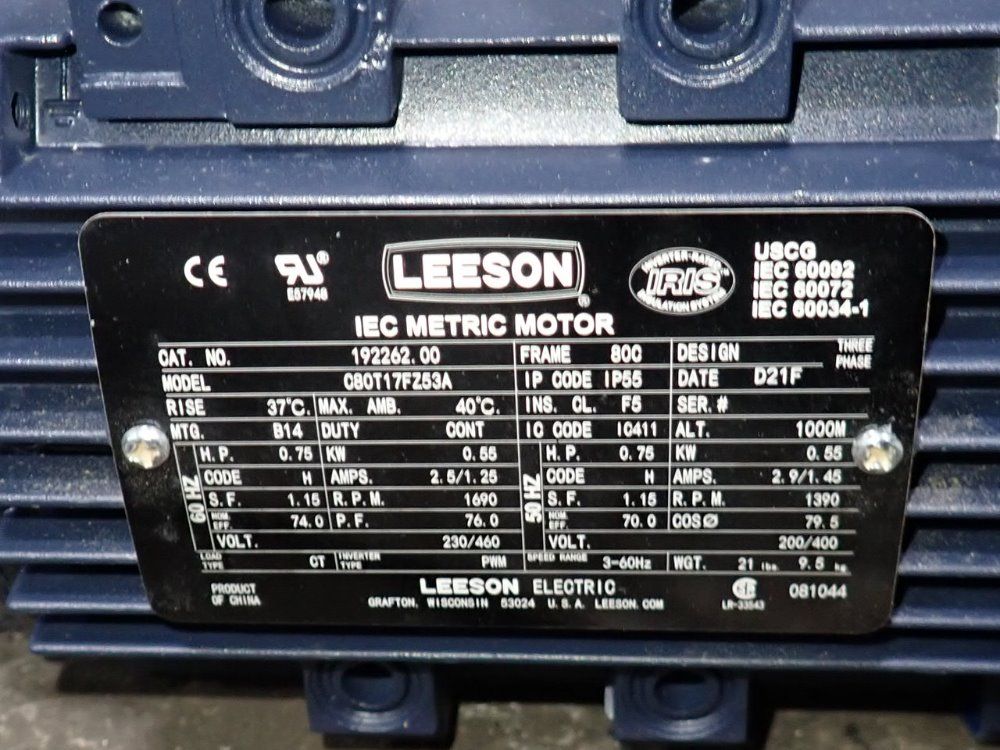 CE RU® LEESON® INVERTER-RATED IRIS™ INSULATION SYSTEM USCG
E57948 IEC 60092
IEC 60072
IEC 60034-1
IEC METRIC MOTOR
CAT. NO. 192262.00 FRAME 80C DESIGN THREE PHASE
MODEL C80T17FZ53A IP CODE IP55 DATE D21F
RISE 37°C. MAX. AMB. 40°C. INS. CL. F5 SER.#
MTG. B14 DUTY CONT IC CODE IC411 ALT. 1000M
60 HZ H.P. 0.75 KW 0.55 50 HZ H.P. 0.75 KW 0.55
CODE H AMPS. 2.5/1.25 CODE H AMPS. 2.9/1.45
S.F. 1.15 R.P.M. 1690 S.F. 1.15 R.P.M. 1390
NOM. EFF. 74.0 P.F. 76.0 NOM. EFF. 70.0 COSØ 79.5
VOLT. 230/460 VOLT. 200/400
LOAD TYPE CT INVERTER TYPE PWM SPEED RANGE 3-60Hz WGT. 21 lbs 9.5 kg
PRODUCT OF CHINA LEESON ELECTRIC 081044
GRAFTON, WISCONSIN 53024 U.S.A. LEESON.COM LR-33543